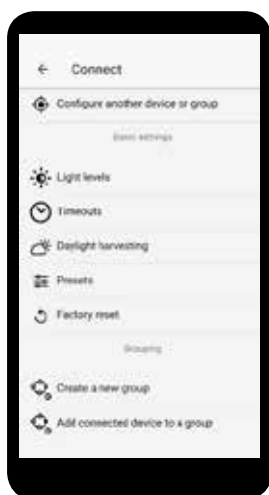 Connect
Configure another device or group
Basic settings
Light levels
Timeouts
Daylight harvesting
Presets
Factory reset
Grouping
Create a new group
Add connected device to a group